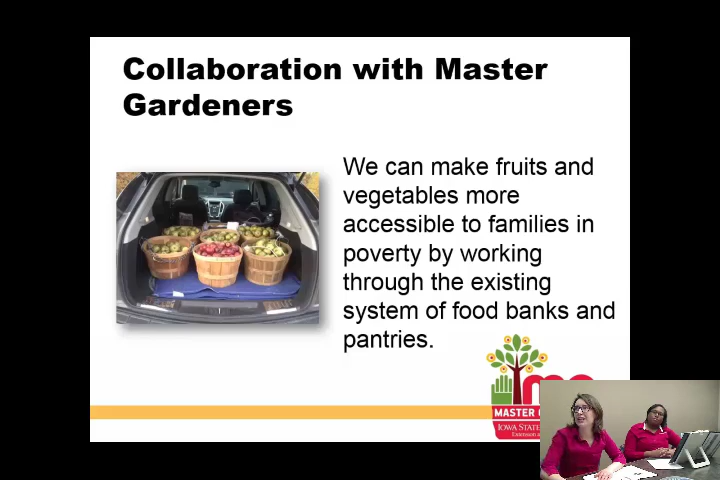 Collaboration with Master
Gardeners
We can make fruits and
vegetables more
accessible to families in
poverty by working
through the existing
system of food banks and
pantries.
MASTER
IOWA STATE
Extension